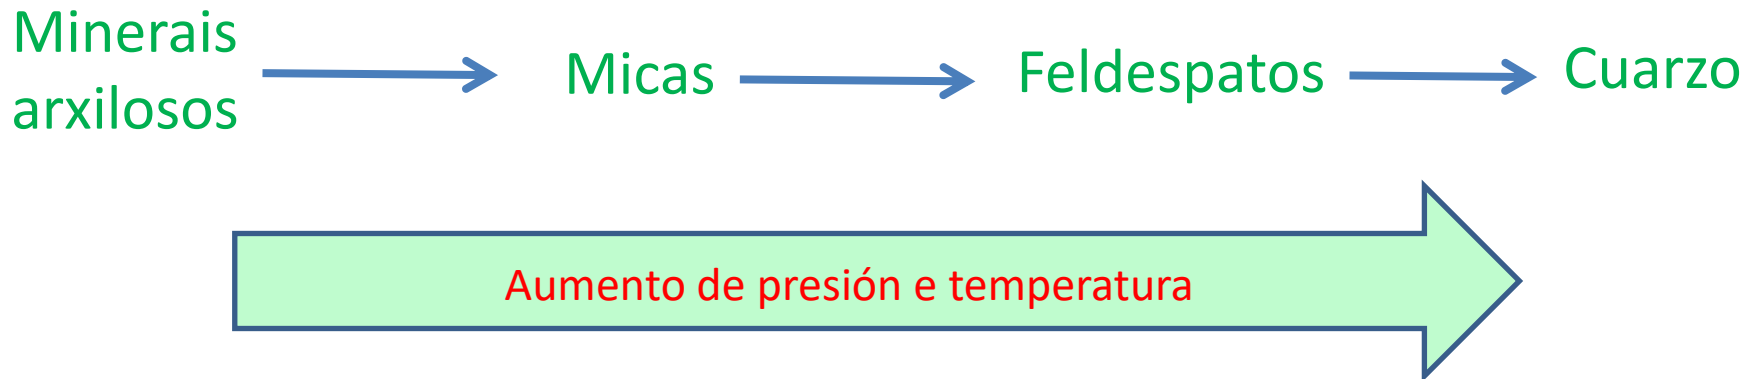 Minerais
arxilosos
Micas
Feldespatos
Cuarzo
Aumento de presión e temperatura